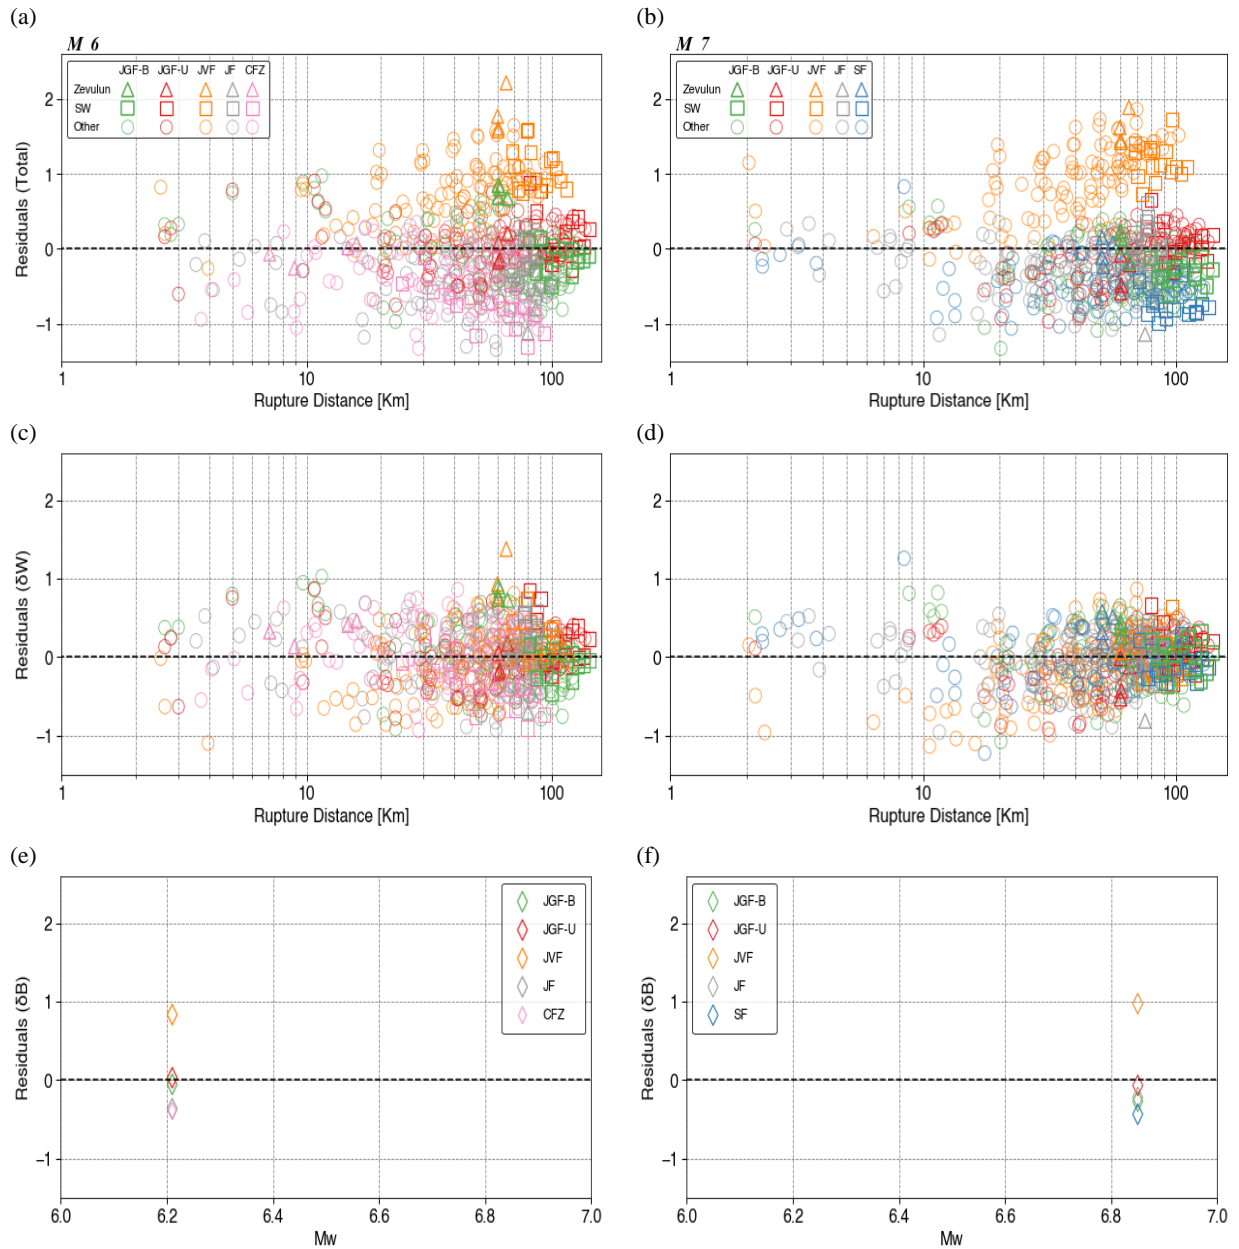 (a)
M 6
JGF-B JGF-U JVF JF CFZ
Zevulun
SW
Other
Residuals (Total)
2
1
0
−1
1 10 100
Rupture Distance [Km]
(b)
M 7
JGF-B JGF-U JVF JF SF
Zevulun
SW
Other
2
1
0
−1
1 10 100
Rupture Distance [Km]
(c)
Residuals (δW)
2
1
0
−1
1 10 100
Rupture Distance [Km]
(d)
2
1
0
−1
1 10 100
Rupture Distance [Km]
(e)
Residuals (δB)
2
1
0
−1
JGF-B
JGF-U
JVF
JF
CFZ
6.0 6.2 6.4 6.6 6.8 7.0
Mw
(f)
Residuals (δB)
2
1
0
−1
JGF-B
JGF-U
JVF
JF
SF
6.0 6.2 6.4 6.6 6.8 7.0
Mw